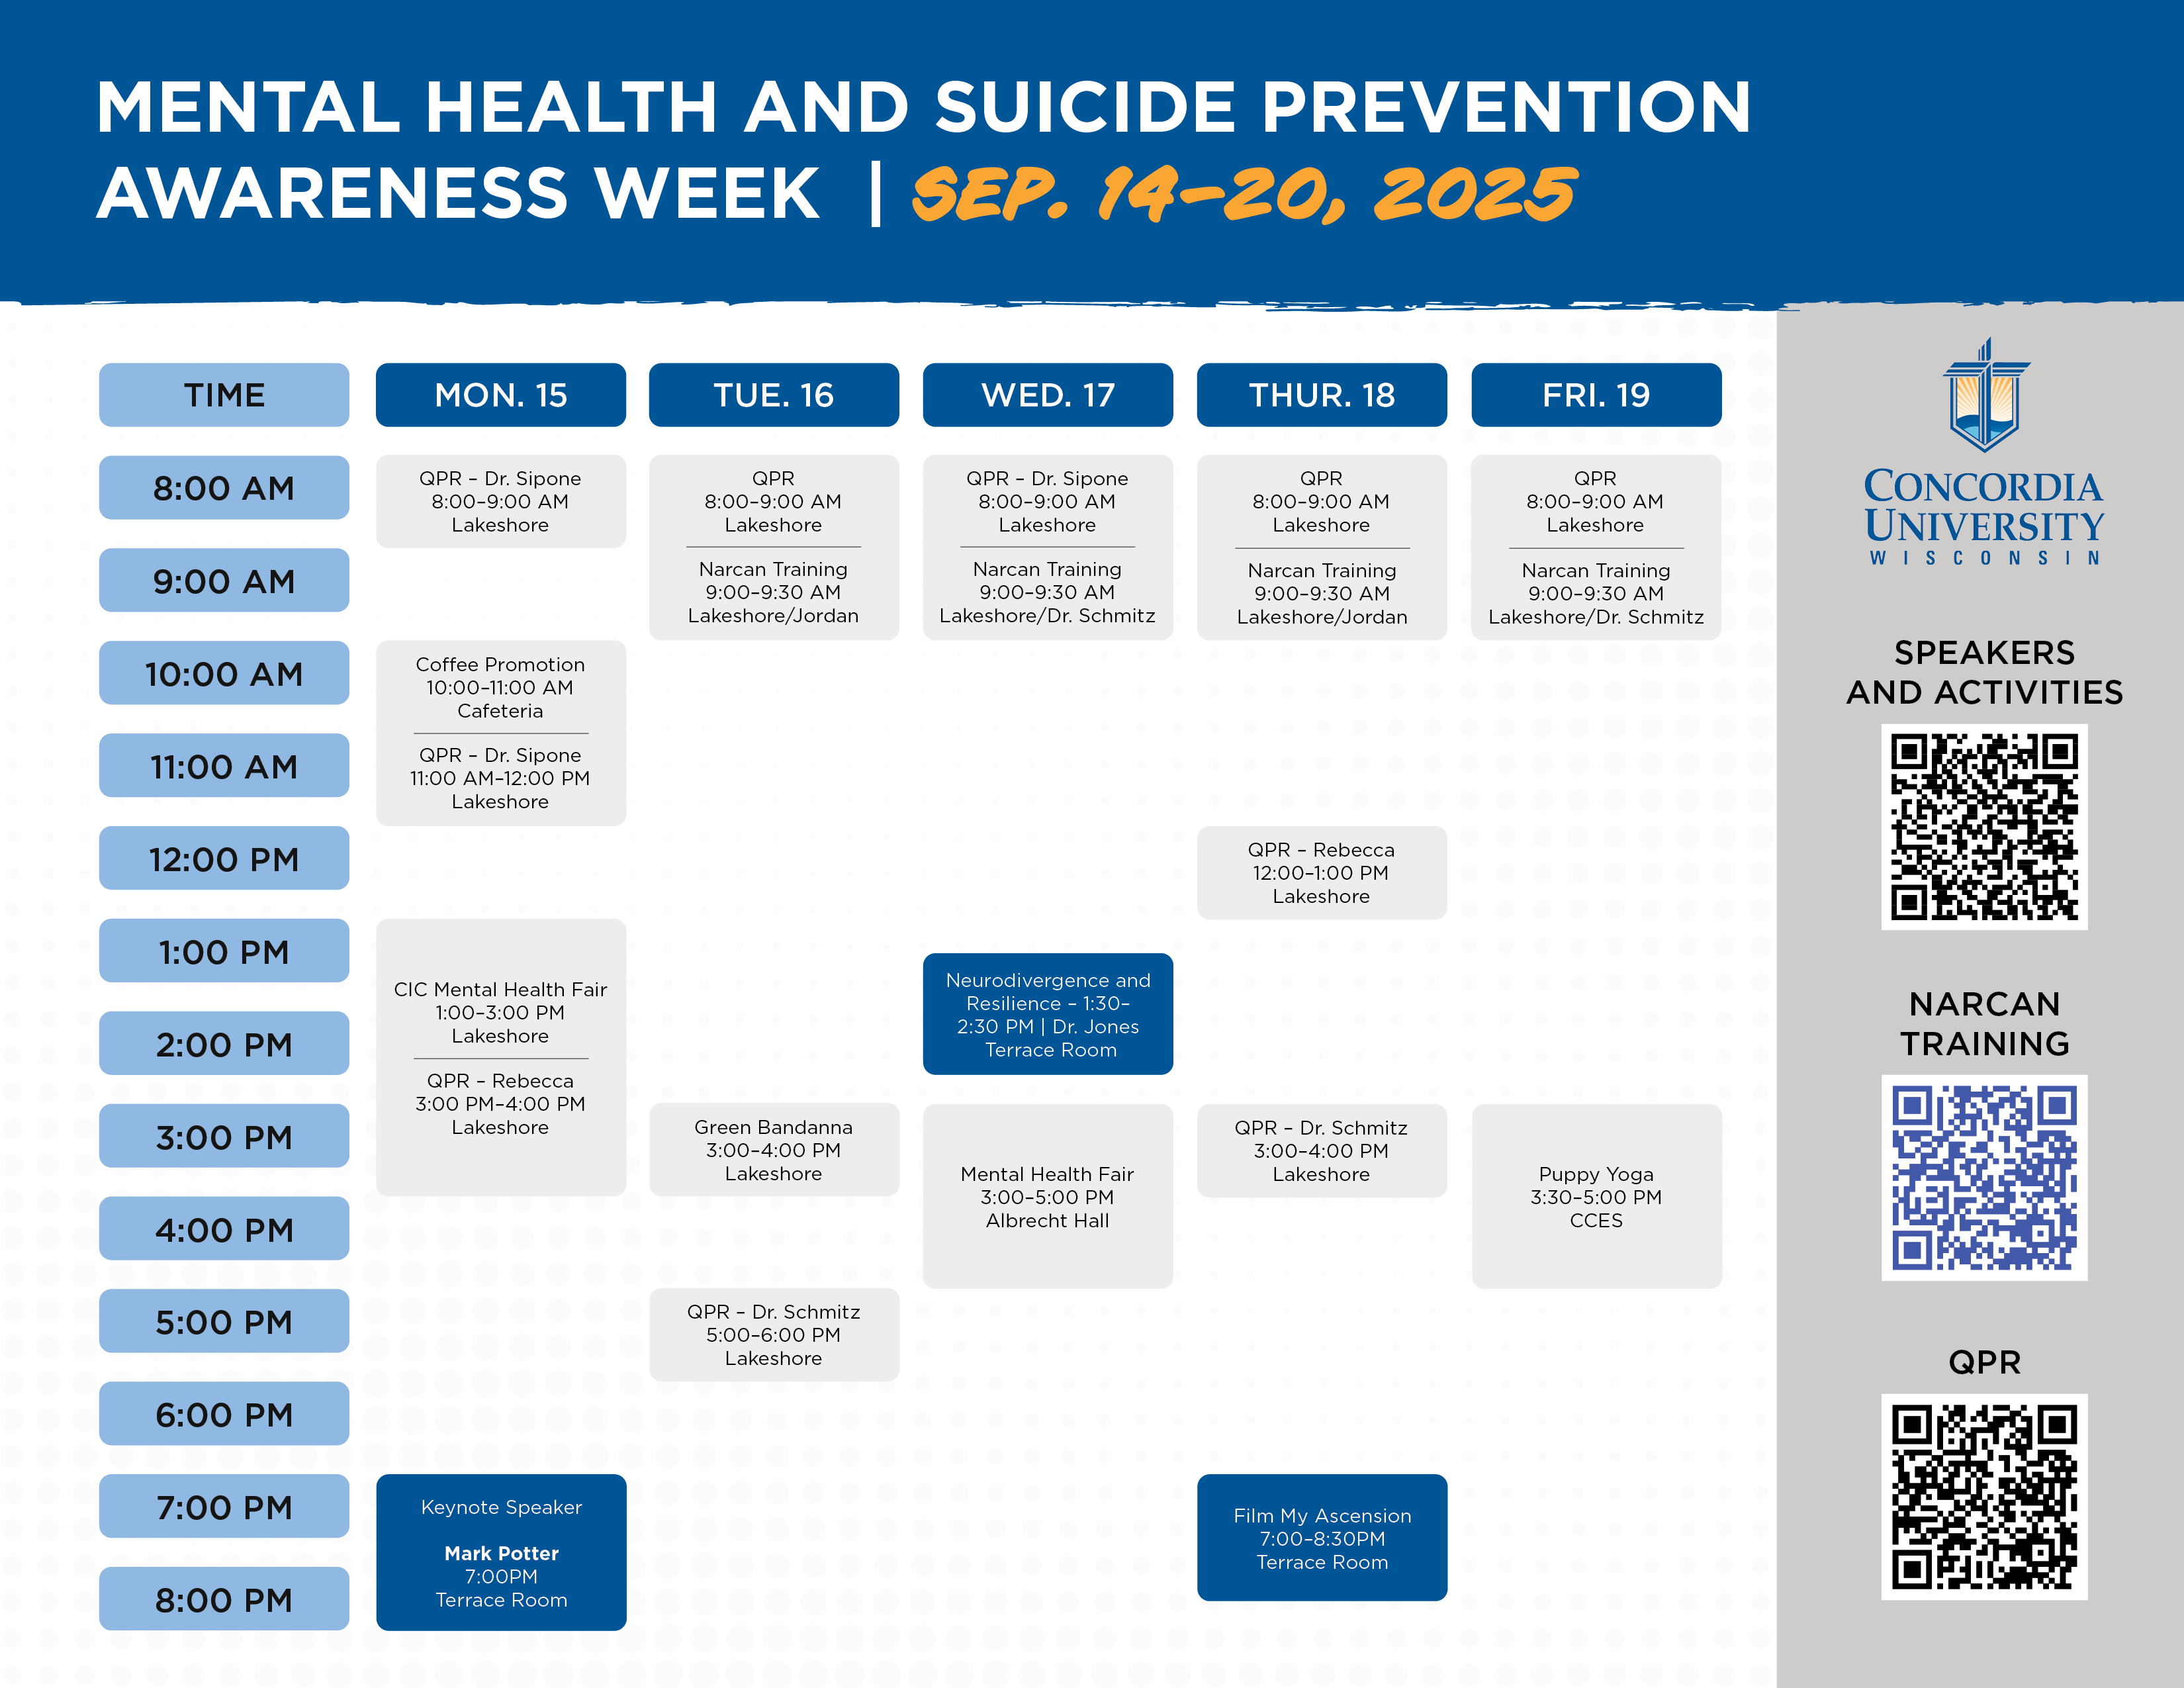 MENTAL HEALTH AND SUICIDE PREVENTION
AWARENESS WEEK | SEP. 14–20, 2025
TIME
MON. 15
TUE. 16
WED. 17
THUR. 18
FRI. 19
8:00 AM
9:00 AM
10:00 AM
11:00 AM
12:00 PM
1:00 PM
2:00 PM
3:00 PM
4:00 PM
5:00 PM
6:00 PM
7:00 PM
8:00 PM
QPR – Dr. Sipone
8:00–9:00 AM
Lakeshore
Coffee Promotion
10:00–11:00 AM
Cafeteria
QPR – Dr. Sipone
11:00 AM–12:00 PM
Lakeshore
CIC Mental Health Fair
1:00–3:00 PM
Lakeshore
QPR – Rebecca
3:00 PM–4:00 PM
Lakeshore
Keynote Speaker
Mark Potter
7:00PM
Terrace Room
QPR
8:00–9:00 AM
Lakeshore
Narcan Training
9:00–9:30 AM
Lakeshore/Jordan
Green Bandanna
3:00–4:00 PM
Lakeshore
QPR – Dr. Schmitz
5:00–6:00 PM
Lakeshore
QPR – Dr. Sipone
8:00–9:00 AM
Lakeshore
Narcan Training
9:00–9:30 AM
Lakeshore/Dr. Schmitz
Neurodivergence and
Resilience – 1:30–
2:30 PM | Dr. Jones
Terrace Room
Mental Health Fair
3:00–5:00 PM
Albrecht Hall
QPR
8:00–9:00 AM
Lakeshore
Narcan Training
9:00–9:30 AM
Lakeshore/Jordan
QPR – Rebecca
12:00–1:00 PM
Lakeshore
QPR – Dr. Schmitz
3:00–4:00 PM
Lakeshore
Film My Ascension
7:00–8:30PM
Terrace Room
QPR
8:00–9:00 AM
Lakeshore
Narcan Training
9:00–9:30 AM
Lakeshore/Dr. Schmitz
Puppy Yoga
3:30–5:00 PM
CCES
CONCORDIA
UNIVERSITY
WISCONSIN
SPEAKERS
AND ACTIVITIES
NARCAN
TRAINING
QPR